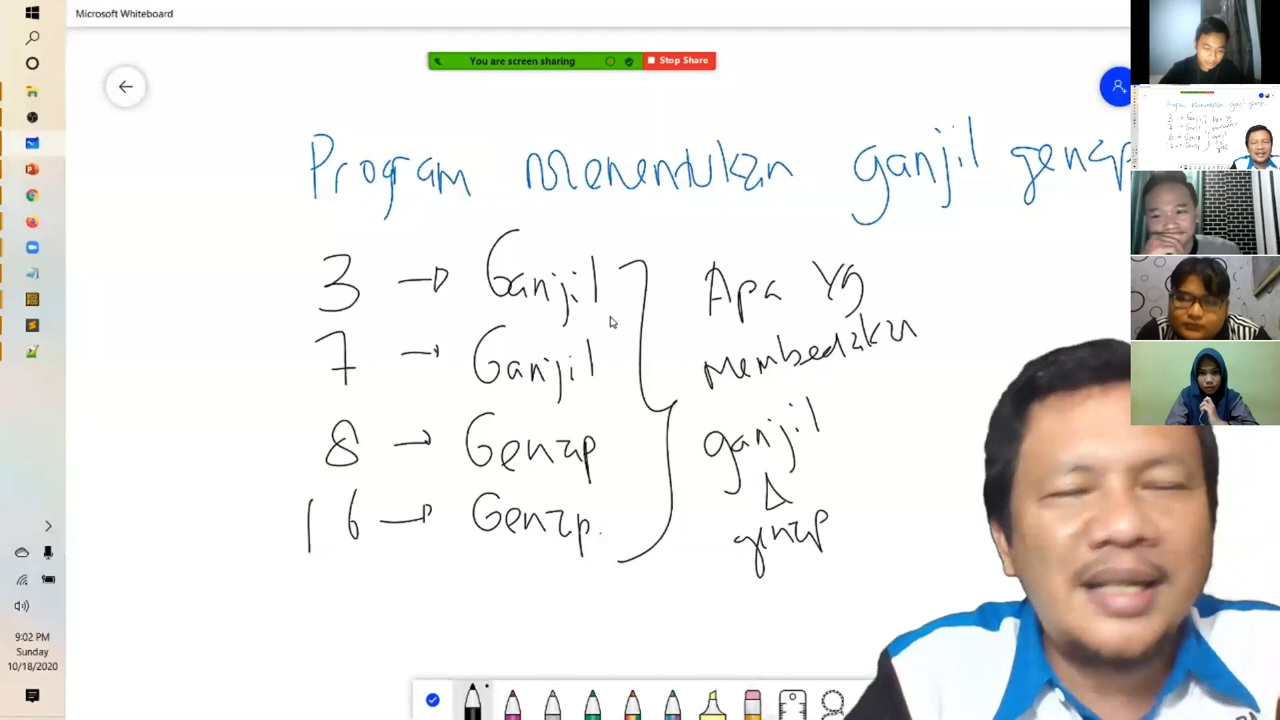 Microsoft Whiteboard
You are screen sharing
Stop Share
Program menentukan ganjil genap
3 → Ganjil
7 → Ganjil
8 → Genap
16 → Genap.
Apa Yg
membedakan
ganjil
&
genap
9:02 PM
Sunday
10/18/2020